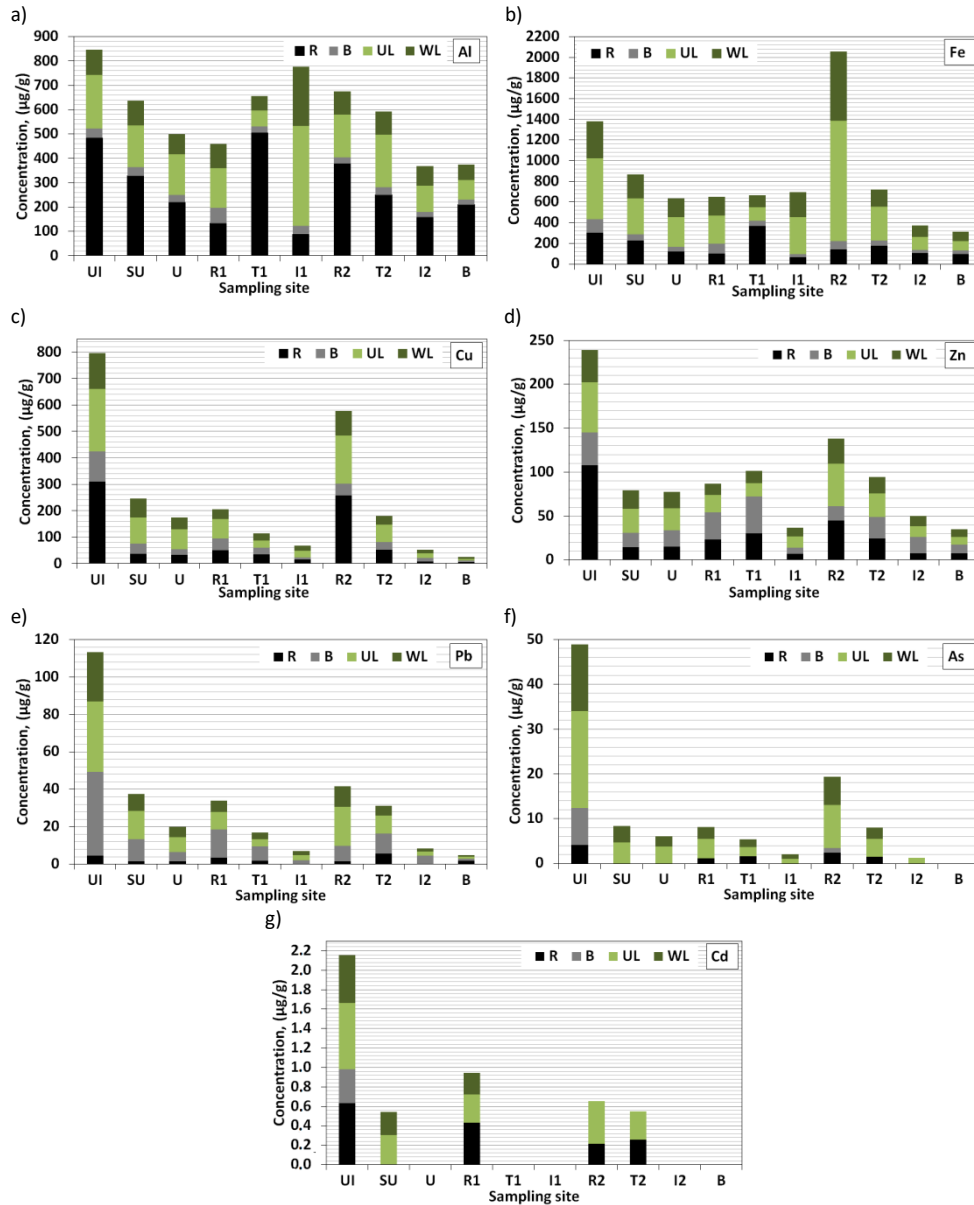 a)
R B UL WL Al
Concentration, (µg/g)
900
800
700
600
500
400
300
200
100
0
UI SU U R1 T1 I1 R2 T2 I2 B
Sampling site
b)
R B UL WL Fe
Concentration, (µg/g)
2200
2000
1800
1600
1400
1200
1000
800
600
400
200
0
UI SU U R1 T1 I1 R2 T2 I2 B
Sampling site
c)
R B UL WL Cu
Concentration, (µg/g)
800
700
600
500
400
300
200
100
0
UI SU U R1 T1 I1 R2 T2 I2 B
Sampling site
d)
R B UL WL Zn
Concentration, (µg/g)
250
200
150
100
50
0
UI SU U R1 T1 I1 R2 T2 I2 B
Sampling site
e)
R B UL WL Pb
Concentration, (µg/g)
120
100
80
60
40
20
0
UI SU U R1 T1 I1 R2 T2 I2 B
Sampling site
f)
R B UL WL As
Concentration, (µg/g)
50
40
30
20
10
0
UI SU U R1 T1 I1 R2 T2 I2 B
Sampling site
g)
R B UL WL Cd
Concentration, (µg/g)
2.2
2.0
1.8
1.6
1.4
1.2
1.0
0.8
0.6
0.4
0.2
0.0
UI SU U R1 T1 I1 R2 T2 I2 B
Sampling site